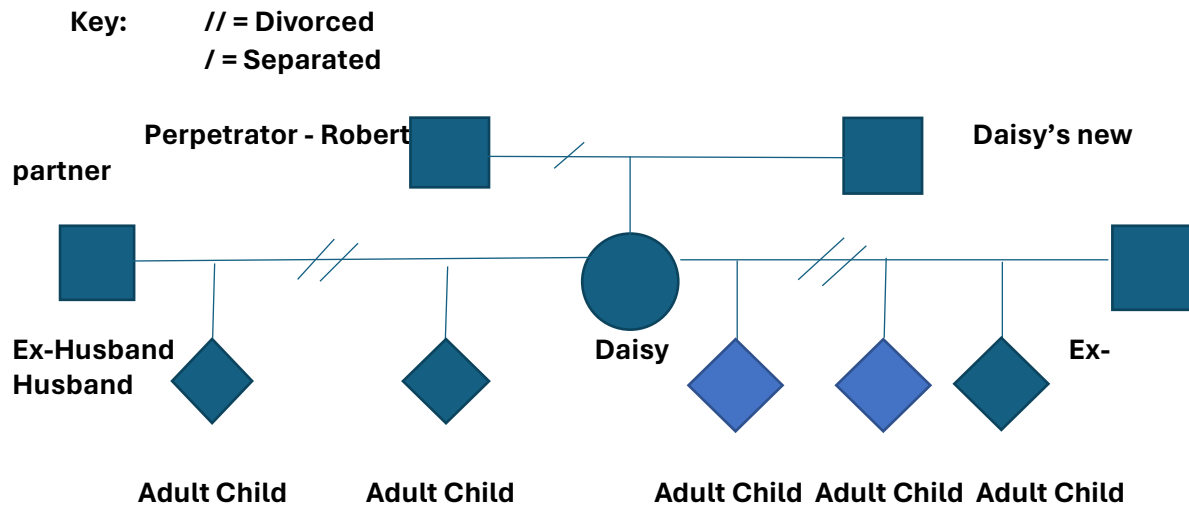 Key: // = Divorced
/ = Separated
Perpetrator - Robert Daisy’s new
partner
Ex-Husband Daisy Ex-
Husband
Adult Child Adult Child Adult Child Adult Child Adult Child